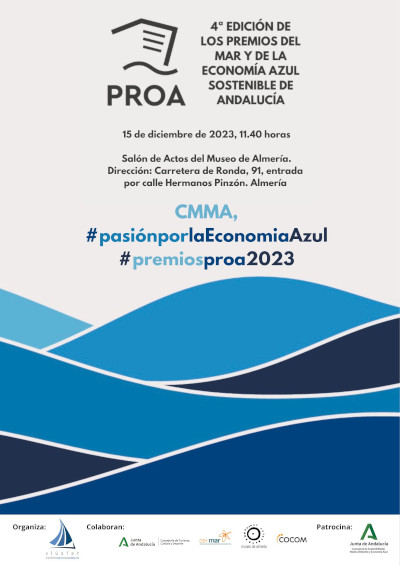 PROA
4ª EDICIÓN DE
LOS PREMIOS DEL
MAR Y DE LA
ECONOMÍA AZUL
SOSTENIBLE DE
ANDALUCÍA
15 de diciembre de 2023, 11.40 horas
Salón de Actos del Museo de Almería.
Dirección: Carretera de Ronda, 91, entrada
por calle Hermanos Pinzón. Almería
CMMA,
#pasiónporlaEconomiaAzul
#premiosproa2023
Organiza:
cluster
Colaboran:
Junta
de Andalucía
mar
COCOM
Patrocina:
Junta de Andalucía